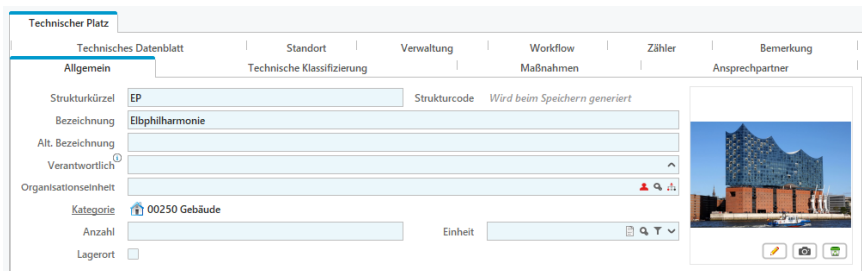 Technischer Platz
Technisches Datenblatt Standort Verwaltung Workflow Zähler Bemerkung
Allgemein Technische Klassifizierung Maßnahmen Ansprechpartner
Strukturkürzel EP Strukturcode Wird beim Speichern generiert
Bezeichnung Elbphilharmonie
Alt. Bezeichnung
Verantwortlich
Organisationseinheit
Kategorie 00250 Gebäude
Anzahl Einheit
Lagerort